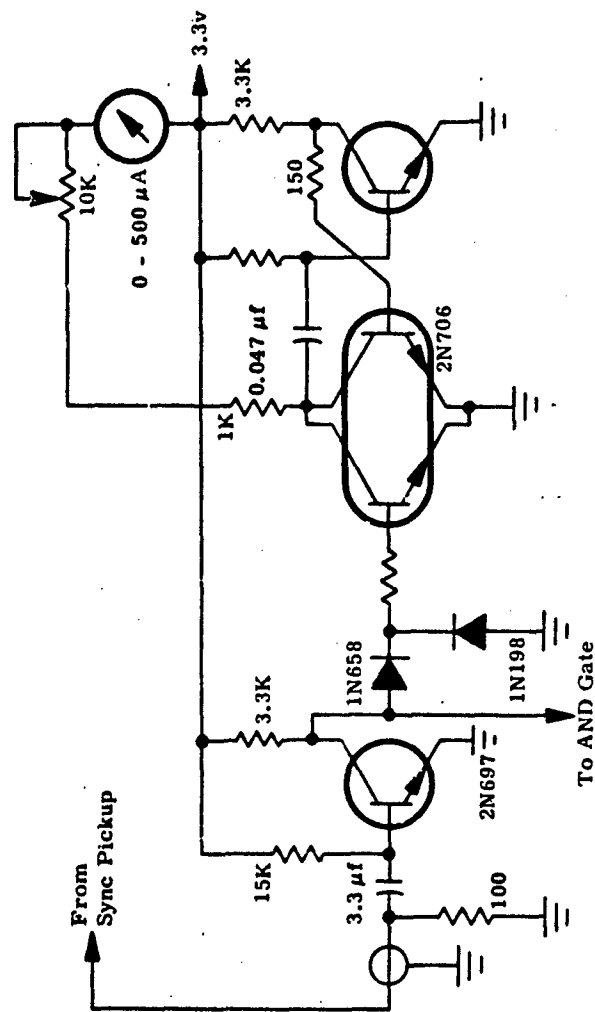 From
Sync Pickup
15K
3.3 µf
100
3.3K
2N697
1N658
1N198
To AND Gate
1K
0.047 µf
2N706
10K
0 - 500 µA
150
3.3K
3.3v